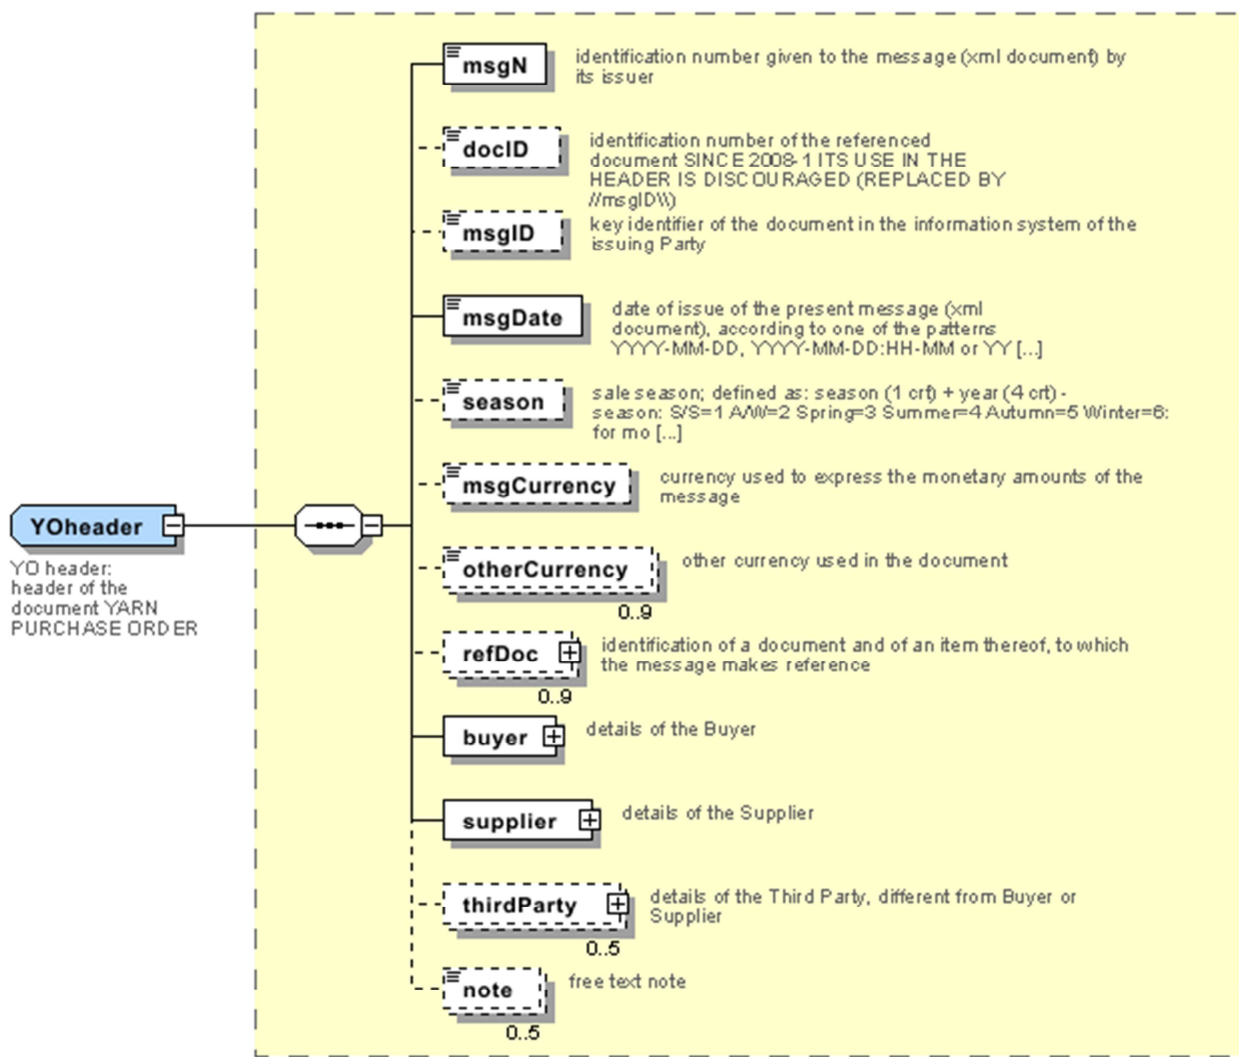 msgN
identification number given to the message (xml document) by
its issuer
docID
identification number of the referenced
document SINCE 2008-1 ITS USE IN THE
HEADER IS DISCOURAGED (REPLACED BY
//msgID\\)
msgID
key identifier of the document in the information system of the
issuing Party
msgDate
date of issue of the present message (xml
document), according to one of the patterns
YYYY-MM-DD, YYYY-MM-DD:HH-MM or YY [...]
season
sale season; defined as: season (1 crt) + year (4 crt) -
season: S/S=1 A/W=2 Spring=3 Summer=4 Autumn=5 Winter=6:
for mo [...]
msgCurrency
currency used to express the monetary amounts of the
message
YOheader
YO header:
header of the
document YARN
PURCHASE ORDER
otherCurrency
other currency used in the document
0..9
refDoc
identification of a document and of an item thereof, to which
the message makes reference
0..9
buyer
details of the Buyer
supplier
details of the Supplier
thirdParty
details of the Third Party, different from Buyer or
Supplier
0..5
note
free text note
0..5